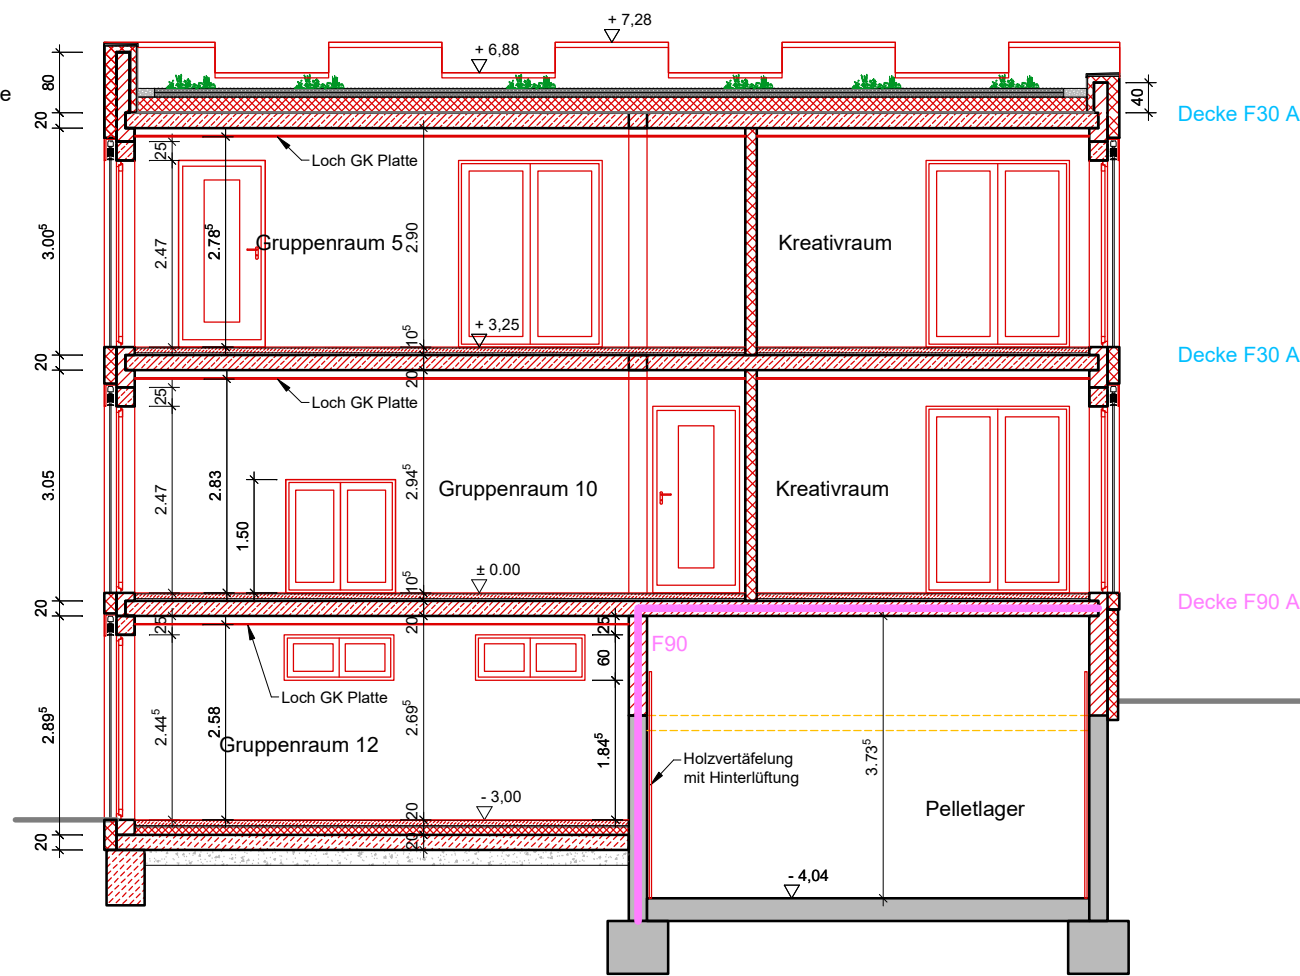 + 7,28
+ 6,88
e
80
20
40
Decke F30 A
25
Loch GK Platte
3.00⁵
2.47
2.78⁵
Gruppenraum 5
2.90
Kreativraum
+ 3,25
10⁵
20
20
Decke F30 A
25
Loch GK Platte
3.05
2.47
2.83
1.50
2.94⁵
Gruppenraum 10
Kreativraum
± 0.00
10⁵
20
Decke F90 A
25
20
25
F90
60
Loch GK Platte
2.89⁵
2.44⁵
2.58
2.69⁵
Gruppenraum 12
1.84⁵
Holzvertäfelung
mit Hinterlüftung
3.73⁵
- 3,00
Pelletlager
20
20
20
- 4,04